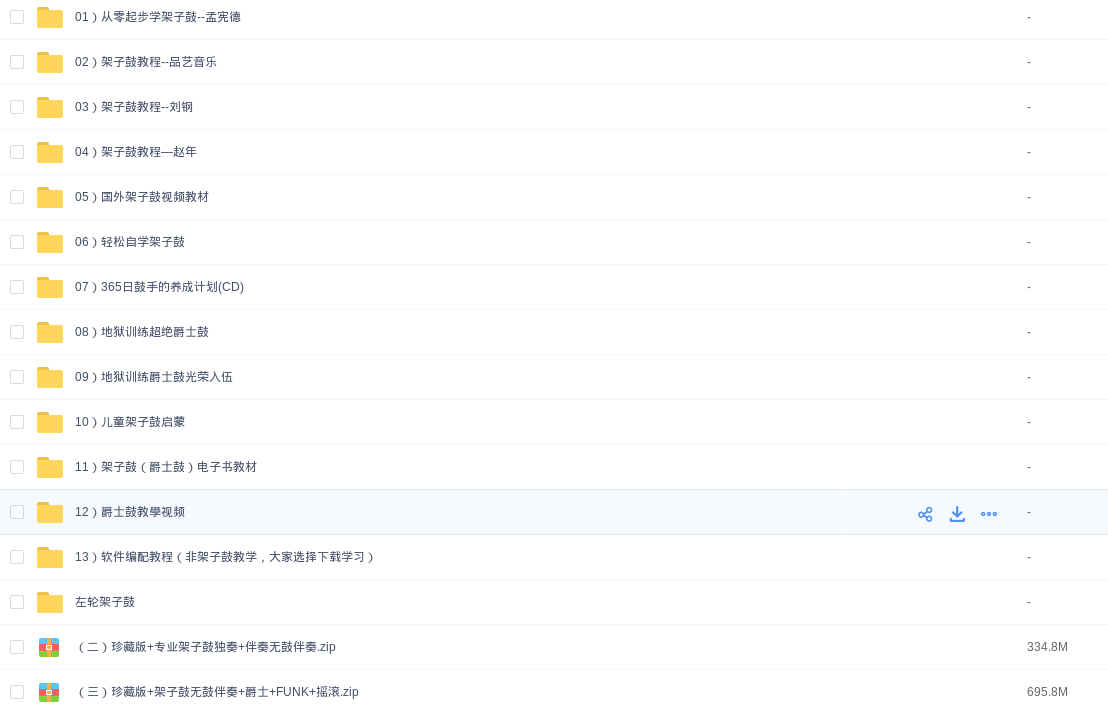 01）从零起步学架子鼓--孟宪德 -
02）架子鼓教程--品艺音乐 -
03）架子鼓教程--刘钢 -
04）架子鼓教程—赵年 -
05）国外架子鼓视频教材 -
06）轻松自学架子鼓 -
07）365日鼓手的养成计划(CD) -
08）地狱训练超绝爵士鼓 -
09）地狱训练爵士鼓光荣入伍 -
10）儿童架子鼓启蒙 -
11）架子鼓（爵士鼓）电子书教材 -
12）爵士鼓教學视频 -
13）软件编配教程（非架子鼓教学，大家选择下载学习） -
左轮架子鼓 -
（二）珍藏版+专业架子鼓独奏+伴奏无鼓伴奏.zip 334.8M
（三）珍藏版+架子鼓无鼓伴奏+爵士+FUNK+摇滚.zip 695.8M